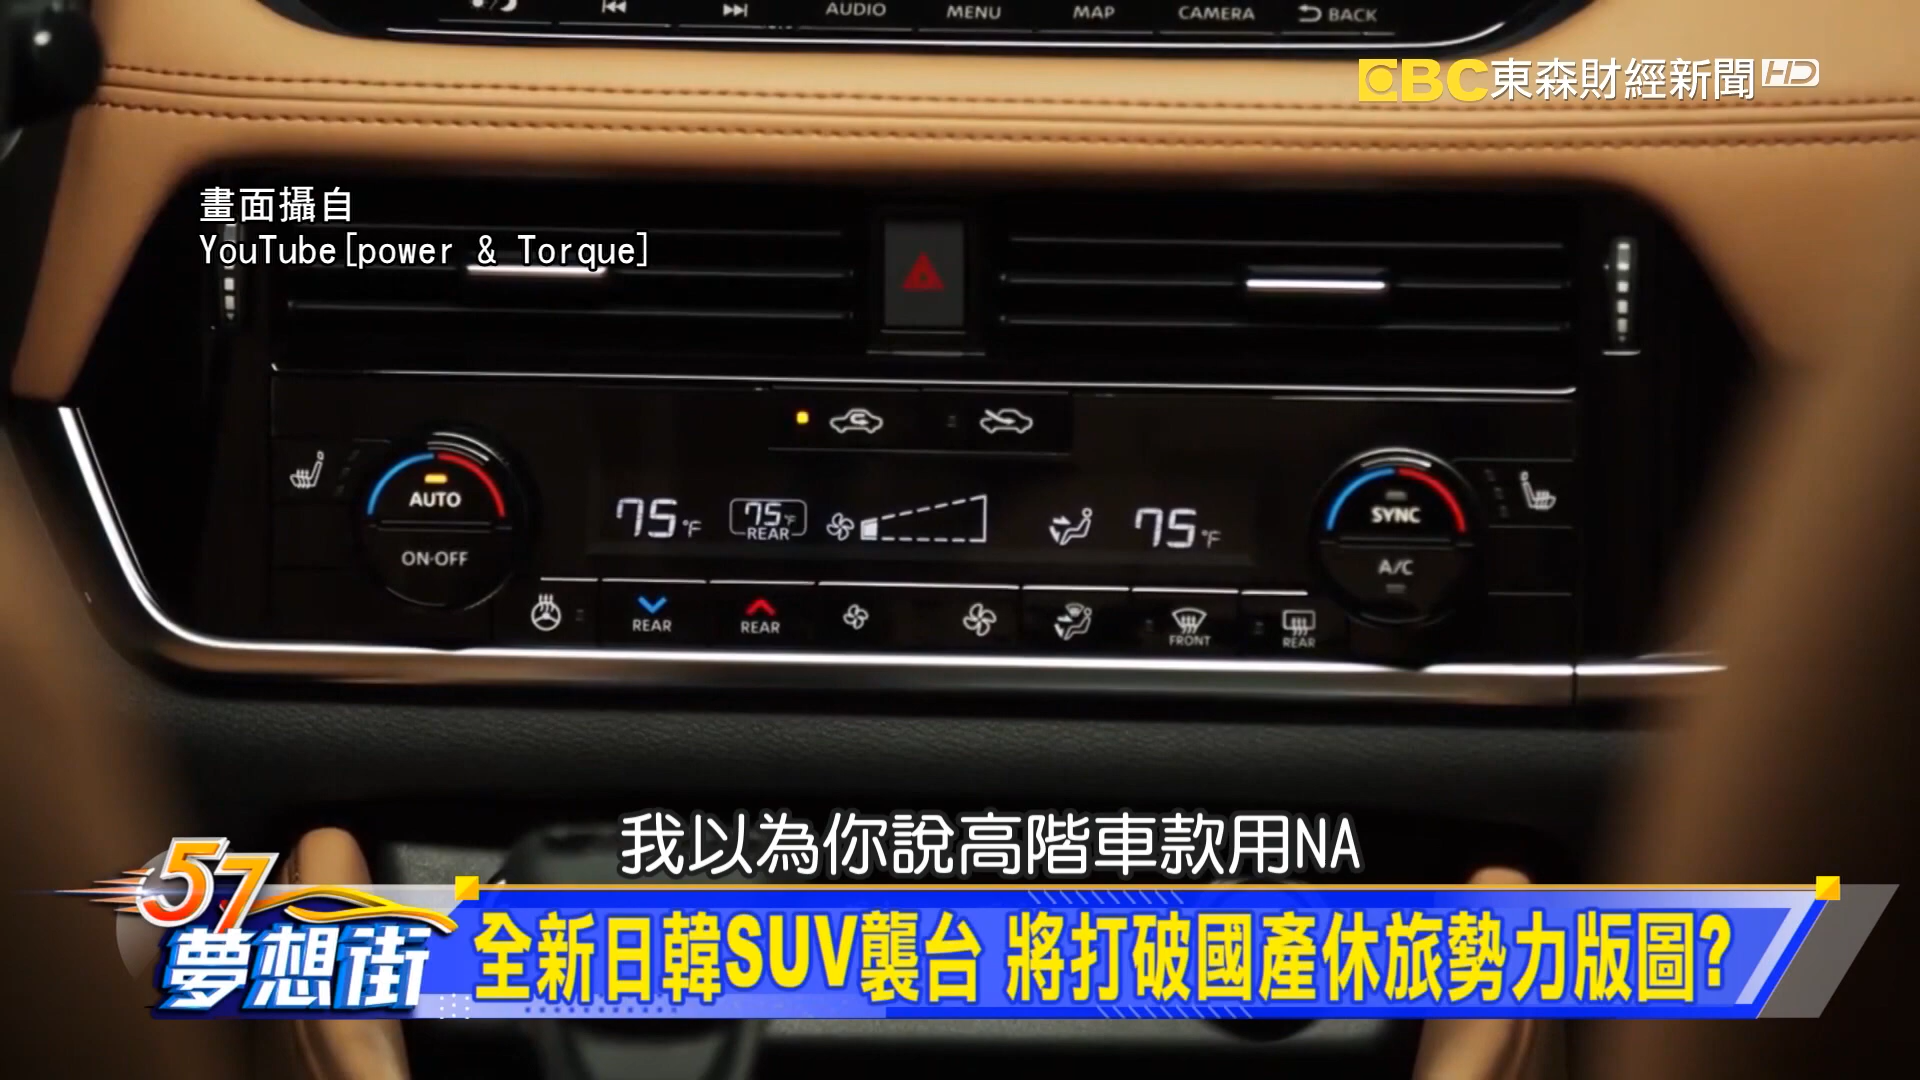 AUDIO MENU MAP CAMERA BACK
EBC東森財經新聞HD
畫面攝自
YouTube[power & Torque]
AUTO
ON·OFF
75°F
75°F
REAR
75°F
SYNC
A/C
REAR
REAR
FRONT
REAR
我以為你說高階車款用NA
57
夢想街
全新日韓SUV襲台 將打破國產休旅勢力版圖?